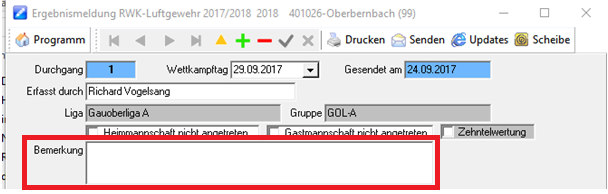 Ergebnismeldung RWK-Luftgewehr 2017/2018 2018 401026-Oberbernbach (99)
Programm Drucken Senden Updates Scheibe
Durchgang 1 Wettkampftag 29.09.2017 Gesendet am 24.09.2017
Erfasst durch Richard Vogelsang
Liga Gauoberliga A Gruppe GOL-A
Heimmannschaft nicht angetreten Gastmannschaft nicht angetreten Zehntelwertung
Bemerkung